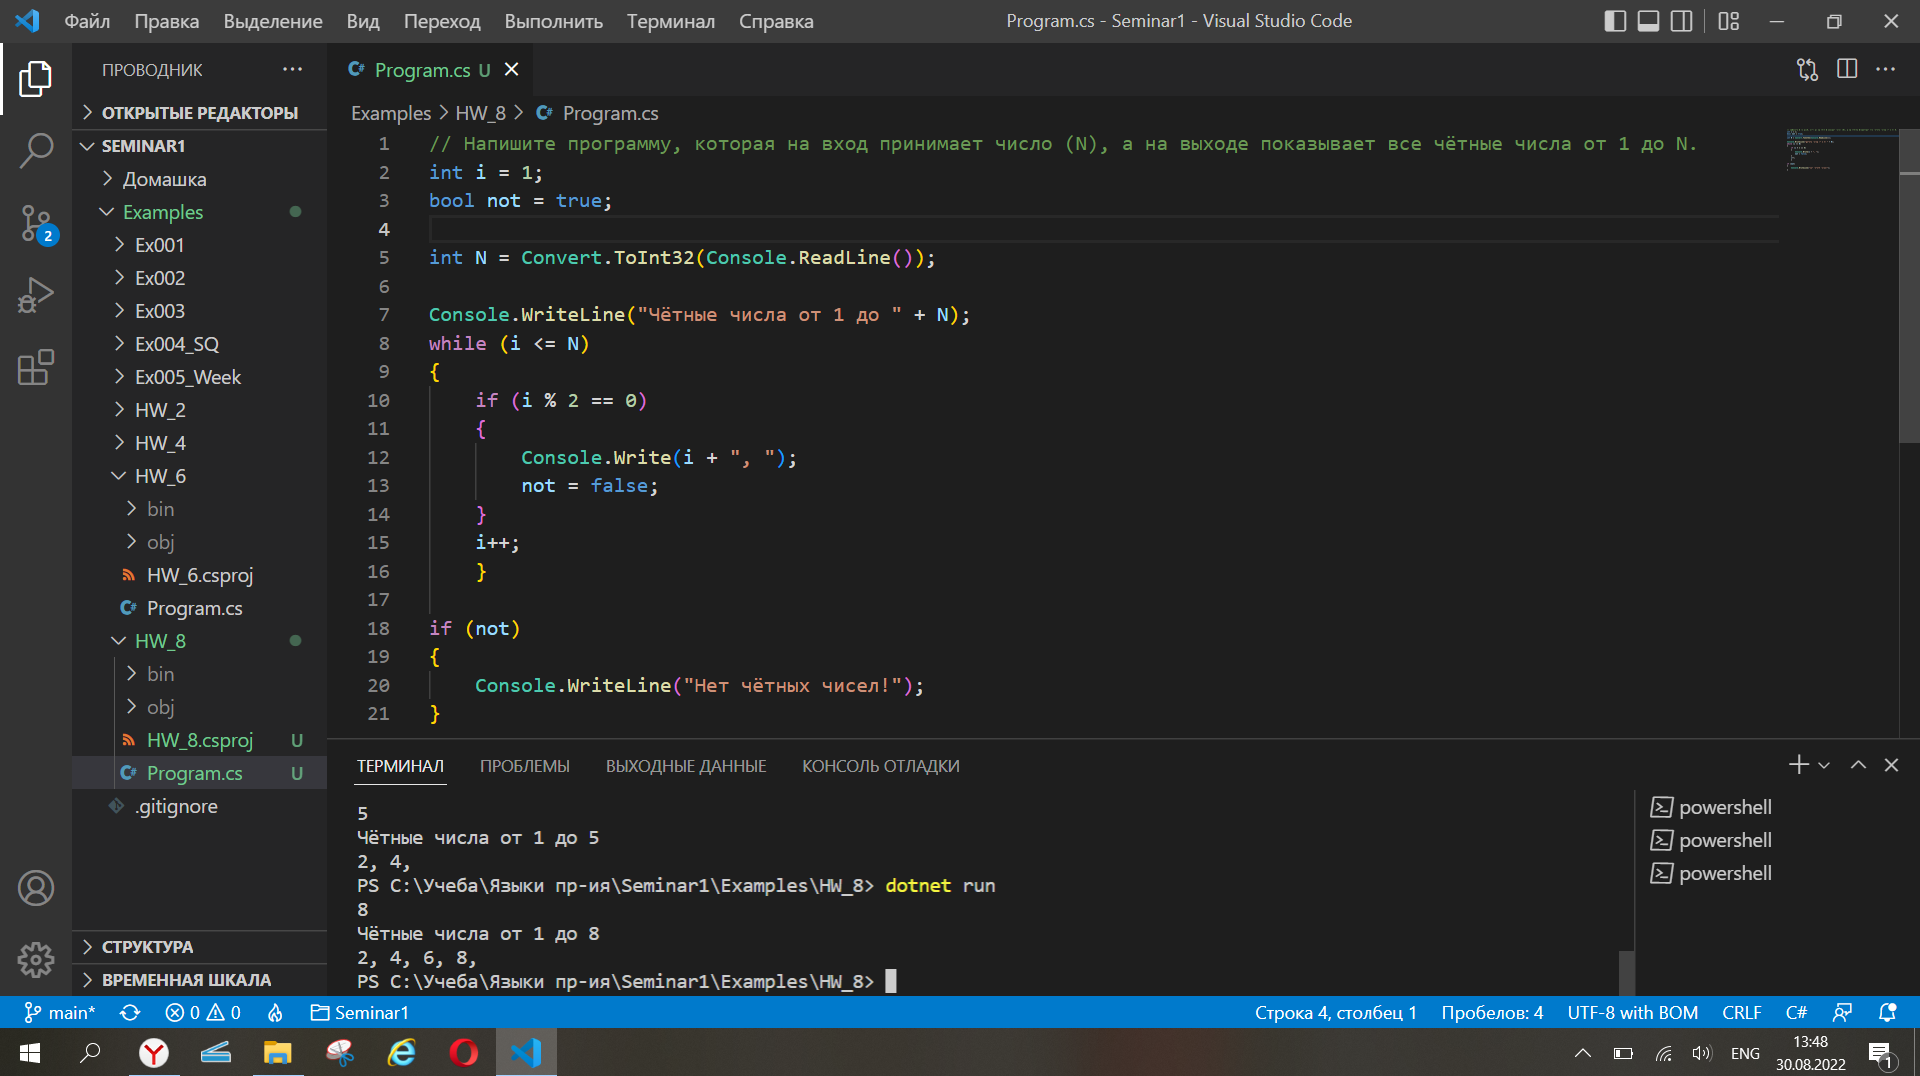 Файл Правка Выделение Вид Переход Выполнить Терминал Справка Program.cs - Seminar1 - Visual Studio Code
ПРОВОДНИК
ОТКРЫТЫЕ РЕДАКТОРЫ
SEMINAR1
Домашка
Examples
Ex001
Ex002
Ex003
Ex004_SQ
Ex005_Week
HW_2
HW_4
HW_6
bin
obj
HW_6.csproj
Program.cs
HW_8
bin
obj
HW_8.csproj U
Program.cs U
.gitignore
СТРУКТУРА
ВРЕМЕННАЯ ШКАЛА
2
Program.cs U
Examples > HW_8 > Program.cs
1 // Напишите программу, которая на вход принимает число (N), а на выходе показывает все чётные числа от 1 до N.
2 int i = 1;
3 bool not = true;
4
5 int N = Convert.ToInt32(Console.ReadLine());
6
7 Console.WriteLine("Чётные числа от 1 до " + N);
8 while (i <= N)
9 {
10 if (i % 2 == 0)
11 {
12 Console.Write(i + ", ");
13 not = false;
14 }
15 i++;
16 }
17
18 if (not)
19 {
20 Console.WriteLine("Нет чётных чисел!");
21 }
ТЕРМИНАЛ ПРОБЛЕМЫ ВЫХОДНЫЕ ДАННЫЕ КОНСОЛЬ ОТЛАДКИ
5
Чётные числа от 1 до 5
2, 4,
PS C:\Учеба\Языки пр-ия\Seminar1\Examples\HW_8> dotnet run
8
Чётные числа от 1 до 8
2, 4, 6, 8,
PS C:\Учеба\Языки пр-ия\Seminar1\Examples\HW_8>
powershell
powershell
powershell
main* 0 0 Seminar1 Строка 4, столбец 1 Пробелов: 4 UTF-8 with BOM CRLF C#
ENG 13:48
30.08.2022 1